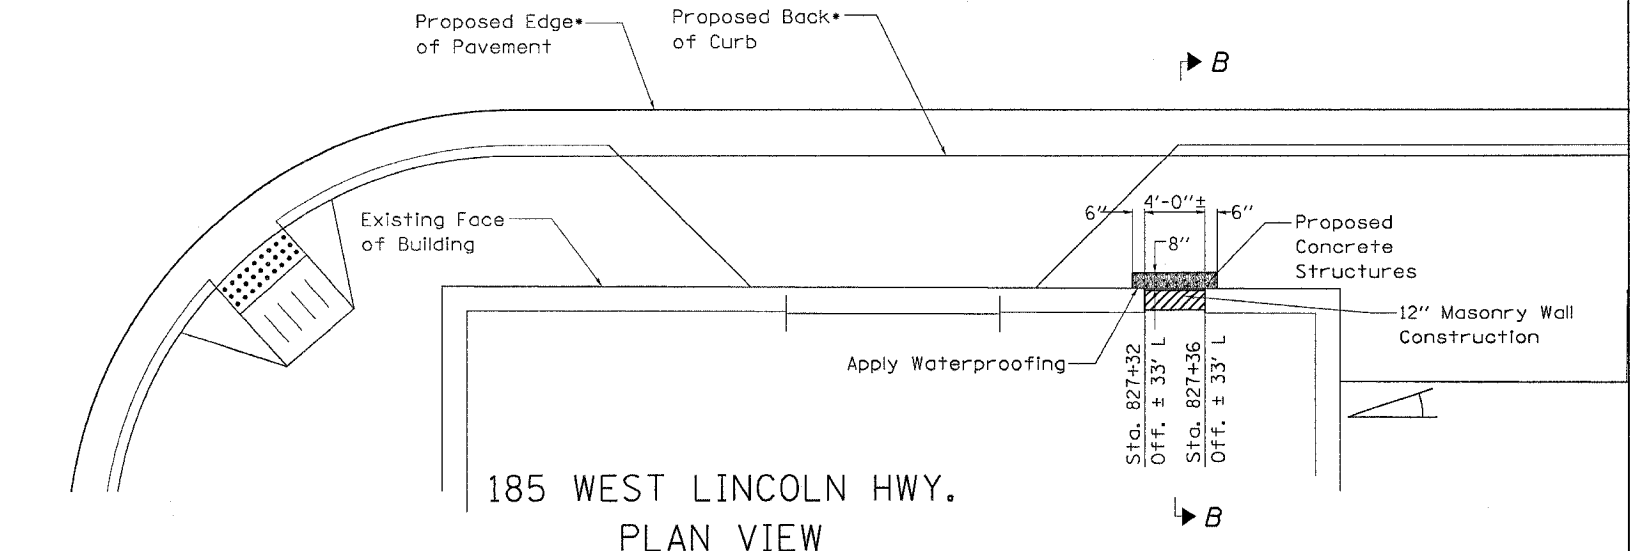 Proposed Edge*
of Pavement
Proposed Back*
of Curb
B
Existing Face
of Building
6"
4'-0"±
6"
8"
Proposed
Concrete
Structures
12" Masonry Wall
Construction
Apply Waterproofing
Sta. 827+32
Off. ± 33' L
Sta. 827+36
Off. ± 33' L
185 WEST LINCOLN HWY.
PLAN VIEW
B